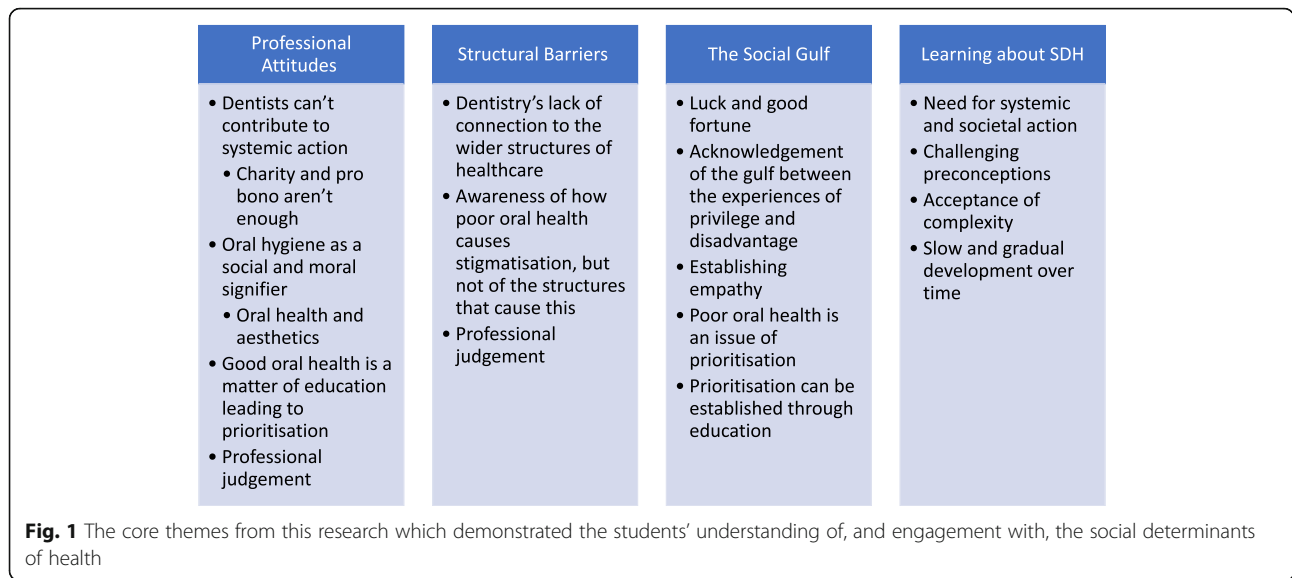 Professional
Attitudes
• Dentists can't
contribute to
systemic action
• Charity and pro
bono aren't
enough
• Oral hygiene as a
social and moral
signifier
• Oral health and
aesthetics
• Good oral health is a
matter of education
leading to
prioritisation
• Professional
judgement
Structural Barriers
• Dentistry's lack of
connection to the
wider structures of
healthcare
• Awareness of how
poor oral health
causes
stigmatisation, but
not of the structures
that cause this
• Professional
judgement
The Social Gulf
• Luck and good
fortune
• Acknowledgement
of the gulf between
the experiences of
privilege and
disadvantage
• Establishing
empathy
• Poor oral health is
an issue of
prioritisation
• Prioritisation can be
established through
education
Learning about SDH
• Need for systemic
and societal action
• Challenging
preconceptions
• Acceptance of
complexity
• Slow and gradual
development over
time
Fig. 1 The core themes from this research which demonstrated the students' understanding of, and engagement with, the social determinants
of health